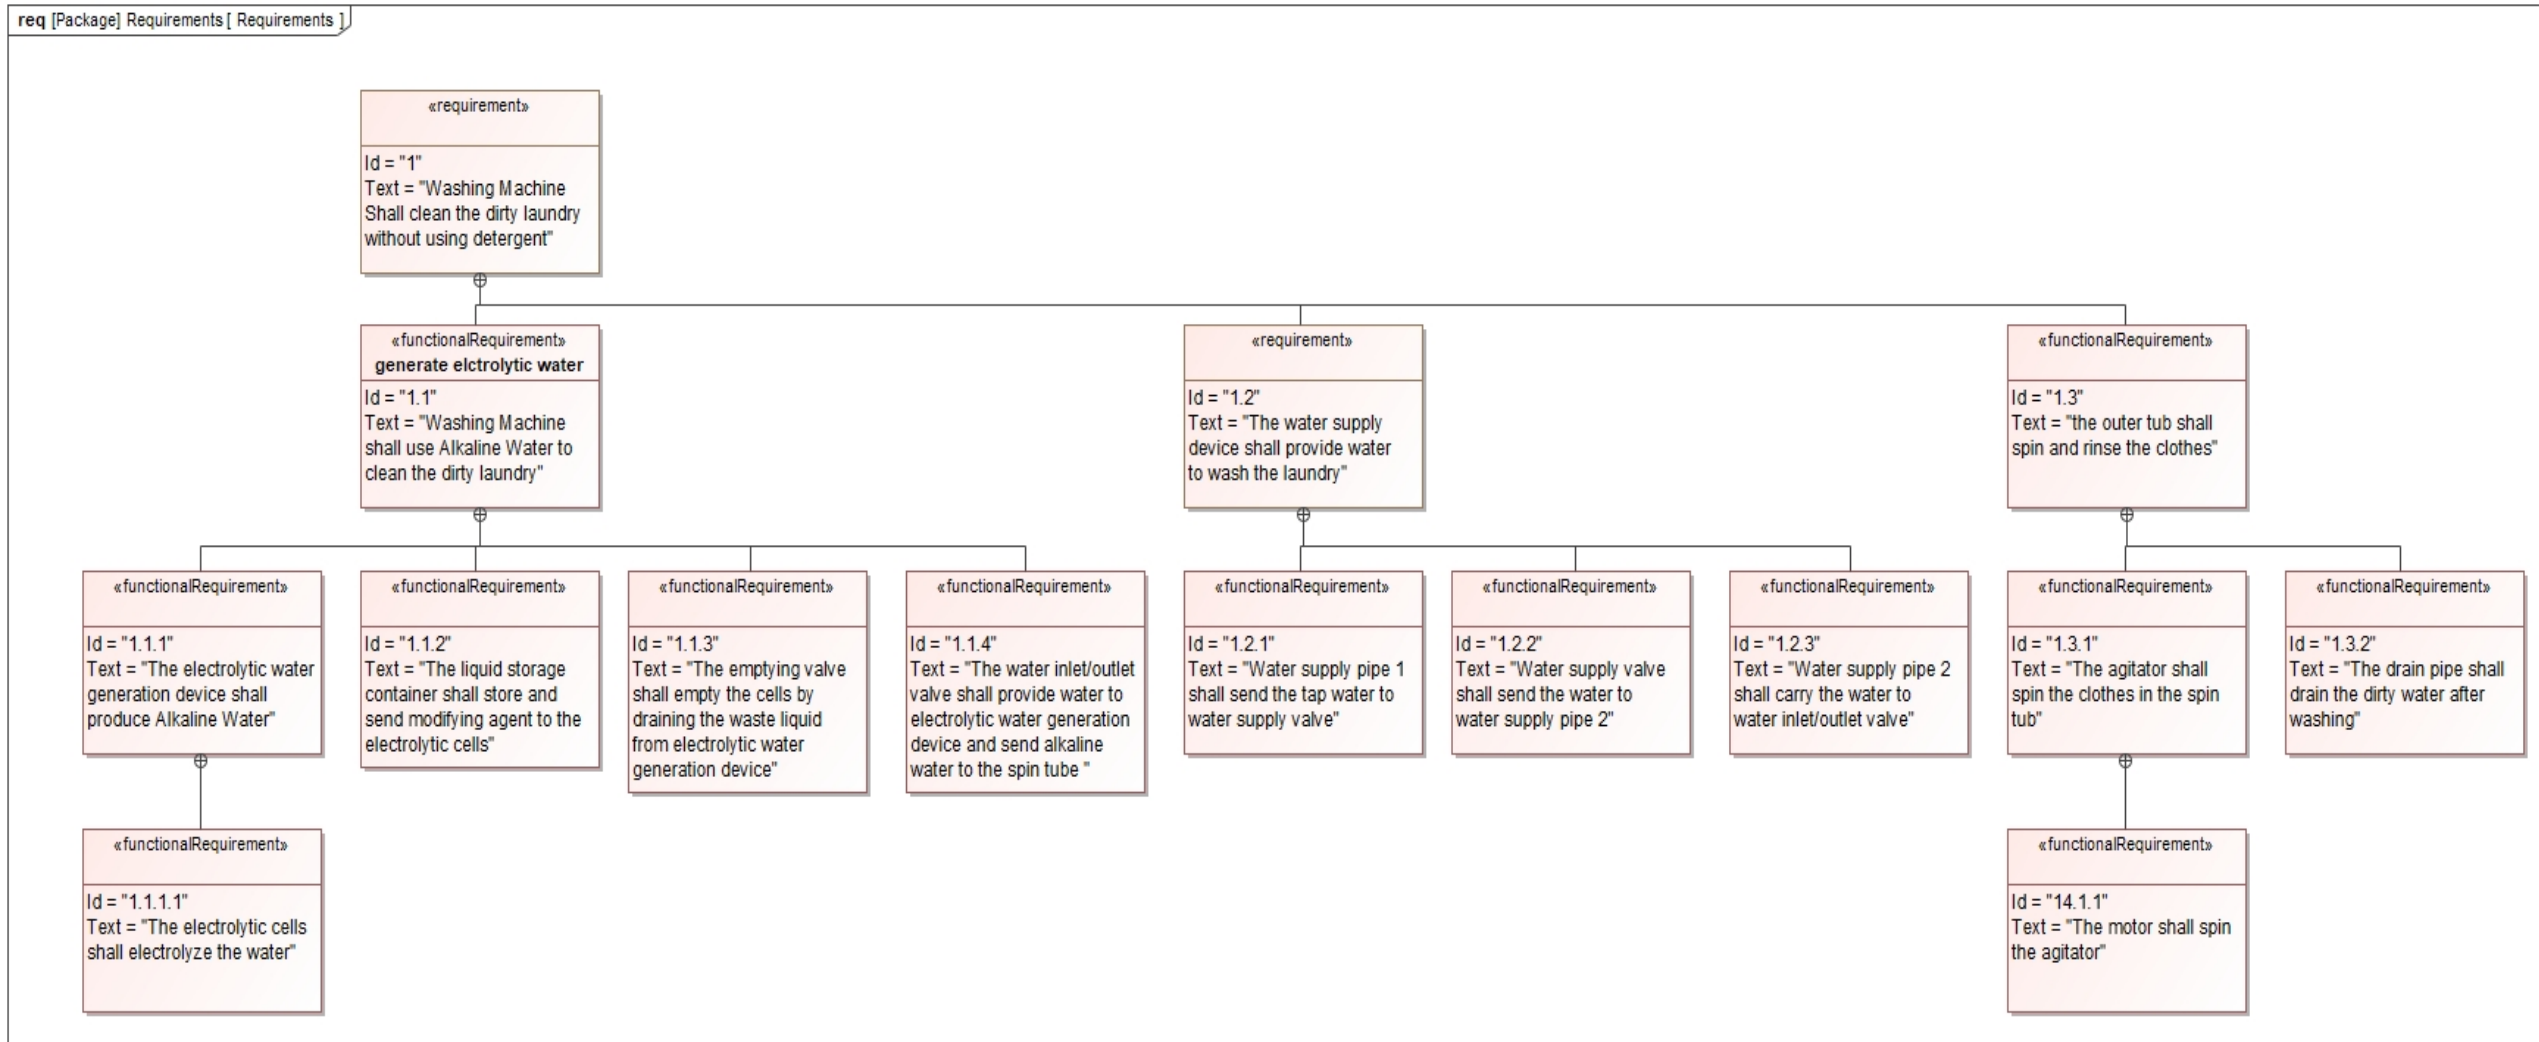 req [Package] Requirements [ Requirements ]
«requirement»
Id = "1"
Text = "Washing Machine
Shall clean the dirty laundry
without using detergent"
«functionalRequirement»
generate elctrolytic water
Id = "1.1"
Text = "Washing Machine
shall use Alkaline Water to
clean the dirty laundry"
«requirement»
Id = "1.2"
Text = "The water supply
device shall provide water
to wash the laundry"
«functionalRequirement»
Id = "1.3"
Text = "the outer tub shall
spin and rinse the clothes"
«functionalRequirement»
Id = "1.1.1"
Text = "The electrolytic water
generation device shall
produce Alkaline Water"
«functionalRequirement»
Id = "1.1.2"
Text = "The liquid storage
container shall store and
send modifying agent to the
electrolytic cells"
«functionalRequirement»
Id = "1.1.3"
Text = "The emptying valve
shall empty the cells by
draining the waste liquid
from electrolytic water
generation device"
«functionalRequirement»
Id = "1.1.4"
Text = "The water inlet/outlet
valve shall provide water to
electrolytic water generation
device and send alkaline
water to the spin tube "
«functionalRequirement»
Id = "1.2.1"
Text = "Water supply pipe 1
shall send the tap water to
water supply valve"
«functionalRequirement»
Id = "1.2.2"
Text = "Water supply valve
shall send the water to
water supply pipe 2"
«functionalRequirement»
Id = "1.2.3"
Text = "Water supply pipe 2
shall carry the water to
water inlet/outlet valve"
«functionalRequirement»
Id = "1.3.1"
Text = "The agitator shall
spin the clothes in the spin
tub"
«functionalRequirement»
Id = "1.3.2"
Text = "The drain pipe shall
drain the dirty water after
washing"
«functionalRequirement»
Id = "1.1.1.1"
Text = "The electrolytic cells
shall electrolyze the water"
«functionalRequirement»
Id = "14.1.1"
Text = "The motor shall spin
the agitator"